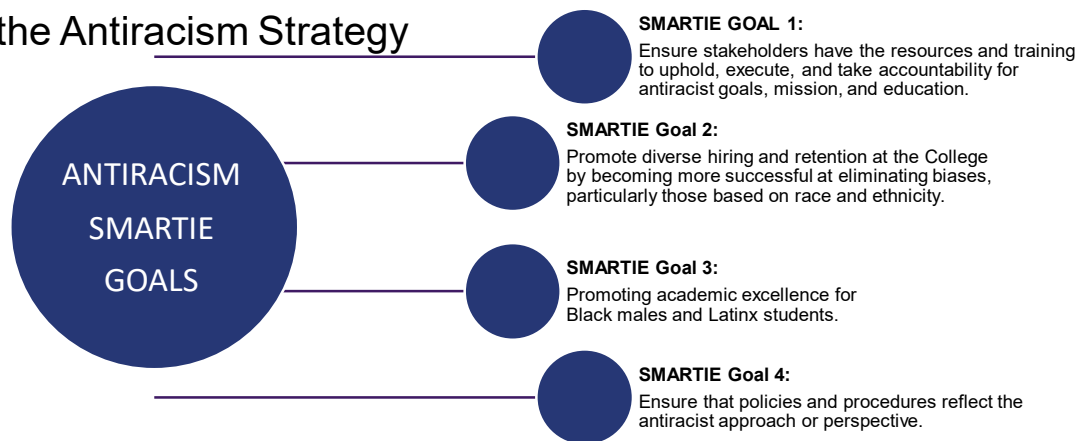 the Antiracism Strategy
ANTIRACISM
SMARTIE
GOALS
SMARTIE GOAL 1:
Ensure stakeholders have the resources and training
to uphold, execute, and take accountability for
antiracist goals, mission, and education.
SMARTIE Goal 2:
Promote diverse hiring and retention at the College
by becoming more successful at eliminating biases,
particularly those based on race and ethnicity.
SMARTIE Goal 3:
Promoting academic excellence for
Black males and Latinx students.
SMARTIE Goal 4:
Ensure that policies and procedures reflect the
antiracist approach or perspective.